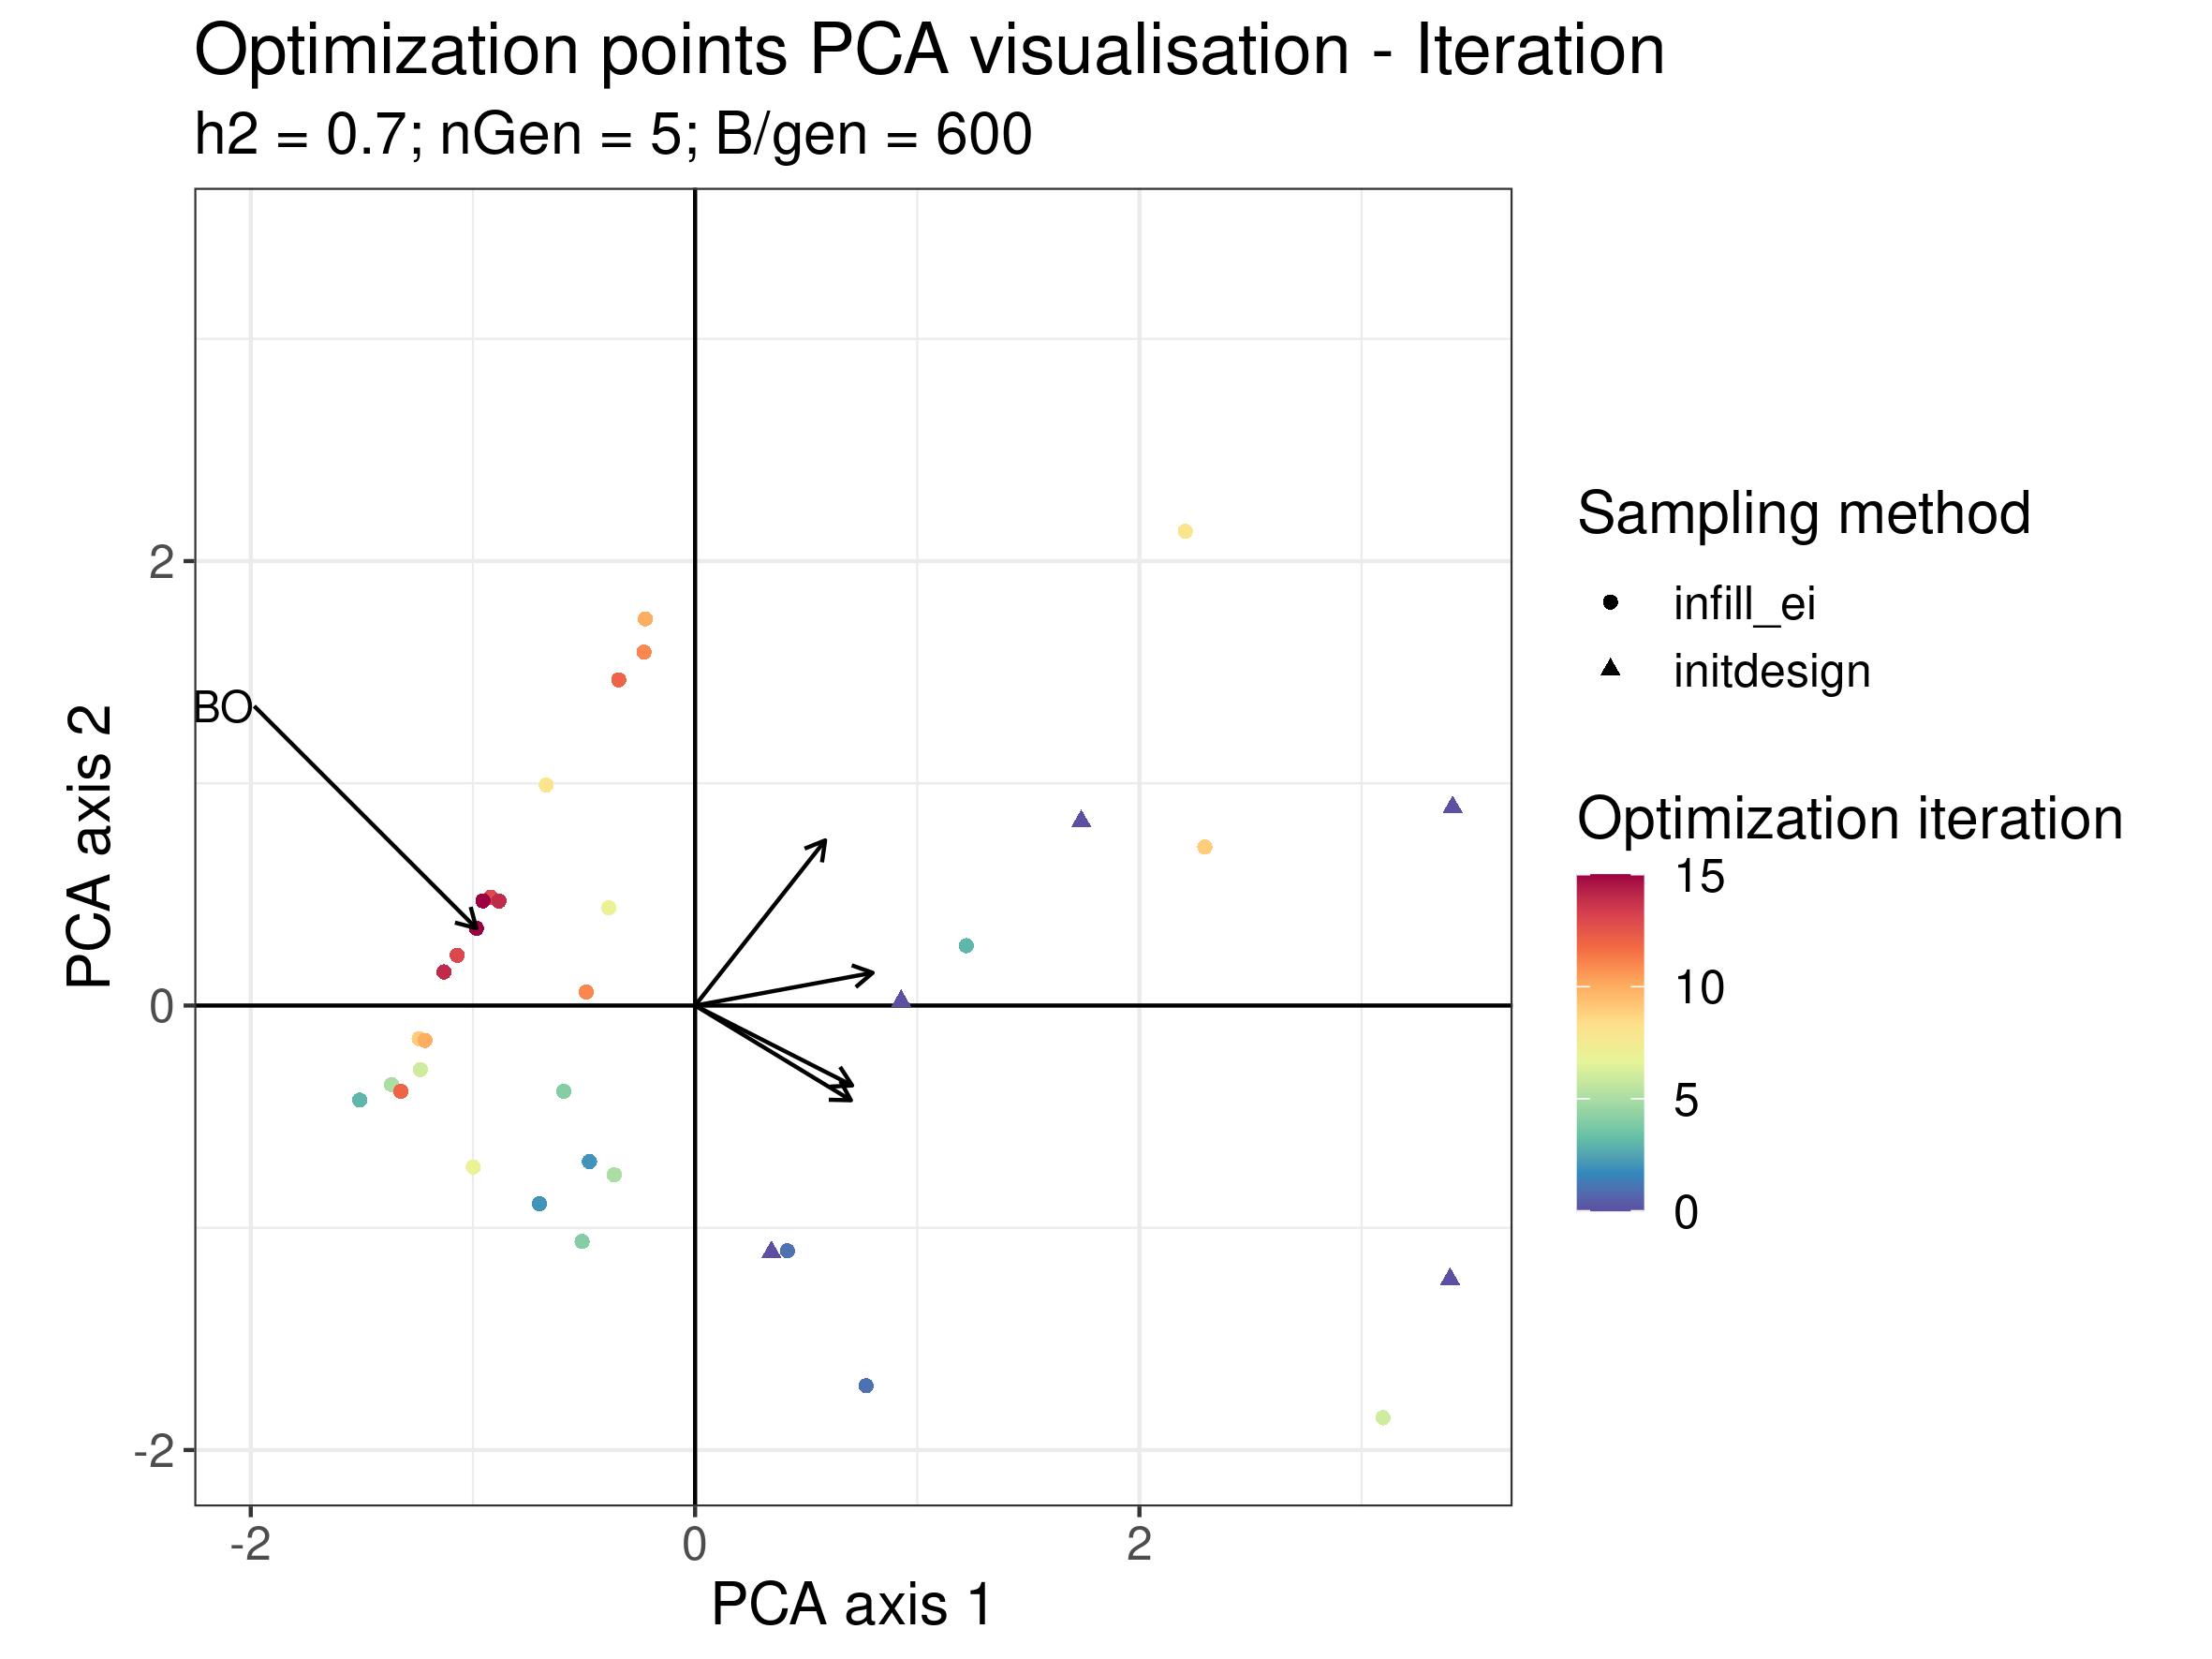 Optimization points PCA visualisation - Iteration
h2 = 0.7; nGen = 5; B/gen = 600
PCA axis 2
2
0
-2
BO
-2
0
2
PCA axis 1
Sampling method
infill_ei
initdesign
Optimization iteration
15
10
5
0